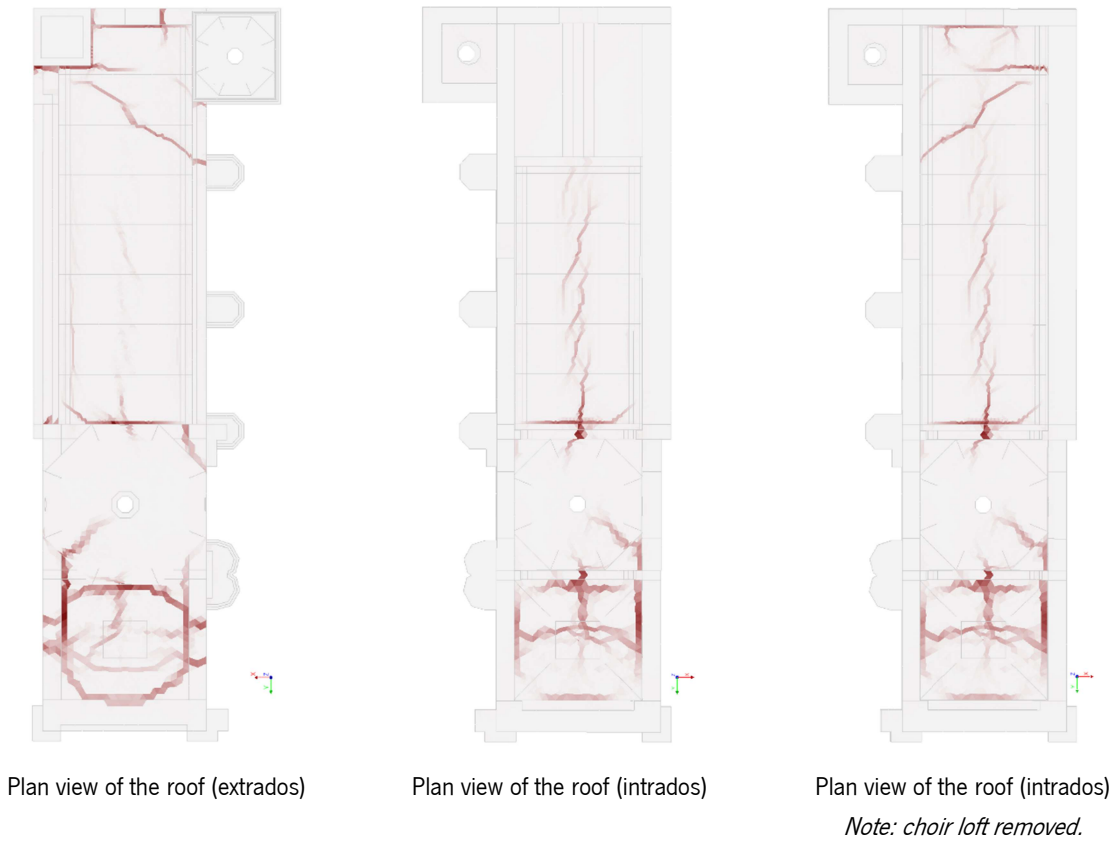 Plan view of the roof (extrados)
Plan view of the roof (intrados)
Plan view of the roof (intrados)
Note: choir loft removed.